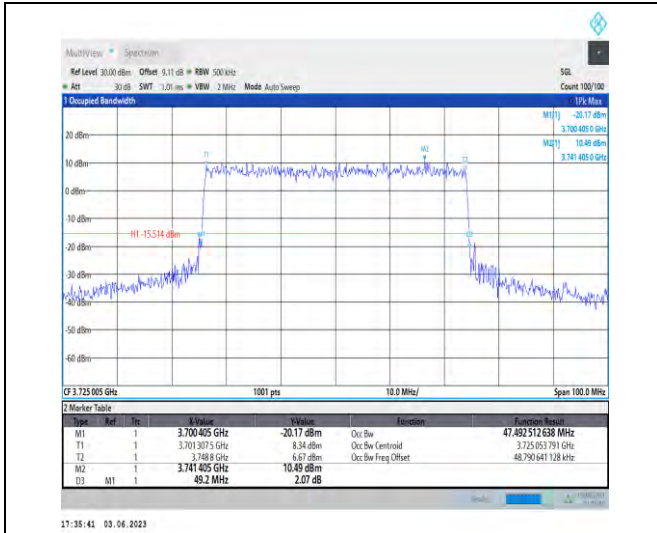 MultiView Spectrum
Ref Level 30.00 dBm Offset 9.11 dB RBW 500 kHz SGL
Att 30 dB SWT 1.01 ms VBW 2 MHz Mode Auto Sweep Count 100/100
1 Occupied Bandwidth 1Pk Max
M1[1] -20.17 dBm
3.700 405 0 GHz
M2[1] 10.49 dBm
3.741 405 0 GHz
20 dBm
M2
T1 T2
10 dBm
0 dBm
-10 dBm
H1 -15.514 dBm
-20 dBm
-30 dBm
-40 dBm
-50 dBm
-60 dBm
CF 3.725 005 GHz 1001 pts 10.0 MHz/ Span 100.0 MHz
2 Marker Table
Type Ref Trc X-Value Y-Value Function Function Result
M1 1 3.700 405 GHz -20.17 dBm Occ Bw 47.492 512 638 MHz
T1 1 3.701 307 5 GHz 8.34 dBm Occ Bw Centroid 3.725 053 791 GHz
T2 1 3.748 8 GHz 6.67 dBm Occ Bw Freq Offset 48.790 641 128 kHz
M2 1 3.741 405 GHz 10.49 dBm
D3 M1 1 49.2 MHz 2.07 dB
17:35:41 03.06.2023